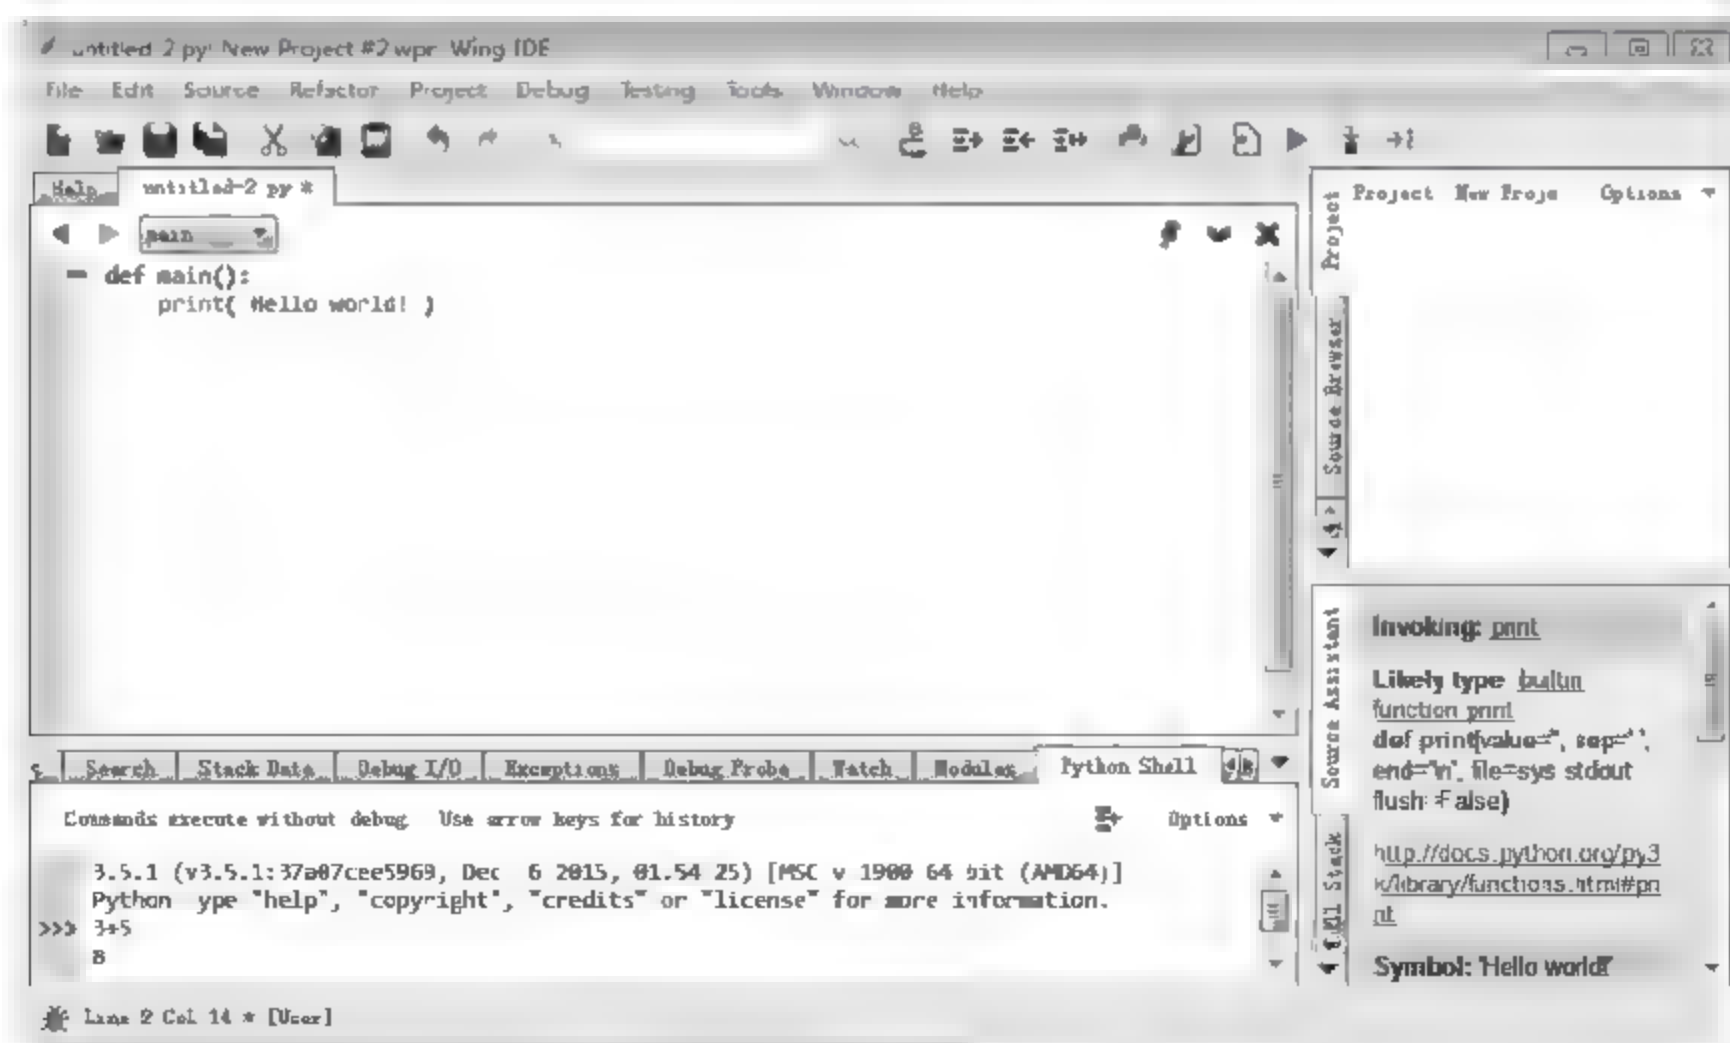 untitled-2.py: New Project #2.wpr: Wing IDE
File Edit Source Refactor Project Debug Testing Tools Window Help
Help untitled-2.py *
main
def main():
print( Hello world! )
Project New Proje Options
Project
Source Browser
Search Stack Data Debug I/O Exceptions Debug Probe Watch Modules Python Shell
Commands execute without debug. Use arrow keys for history Options
3.5.1 (v3.5.1:37a07cee5969, Dec 6 2015, 01:54:25) [MSC v.1900 64 bit (AMD64)]
Python ype "help", "copyright", "credits" or "license" for more information.
>>> 3+5
8
Source Assistant
Call Stack
Invoking: print
Likely type: builtin
function print
def print(value='', sep=' ',
end='\n', file=sys.stdout
flush=False)
http://docs.python.org/py3
k/library/functions.html#pri
nt
Symbol: "Hello world!"
Line 2 Col 14 * [User]